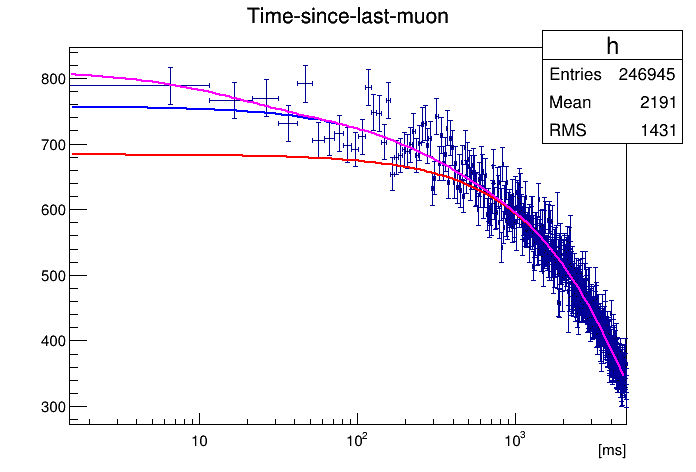 Time-since-last-muon
h
Entries 246945
Mean 2191
RMS 1431
800
700
600
500
400
300
10
10²
10³
[ms]